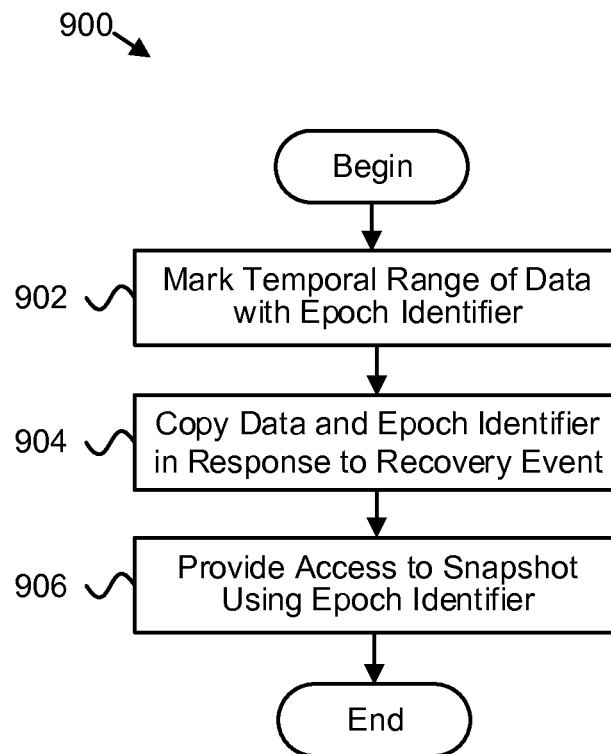 900
Begin
902
Mark Temporal Range of Data
with Epoch Identifier
904
Copy Data and Epoch Identifier
in Response to Recovery Event
906
Provide Access to Snapshot
Using Epoch Identifier
End